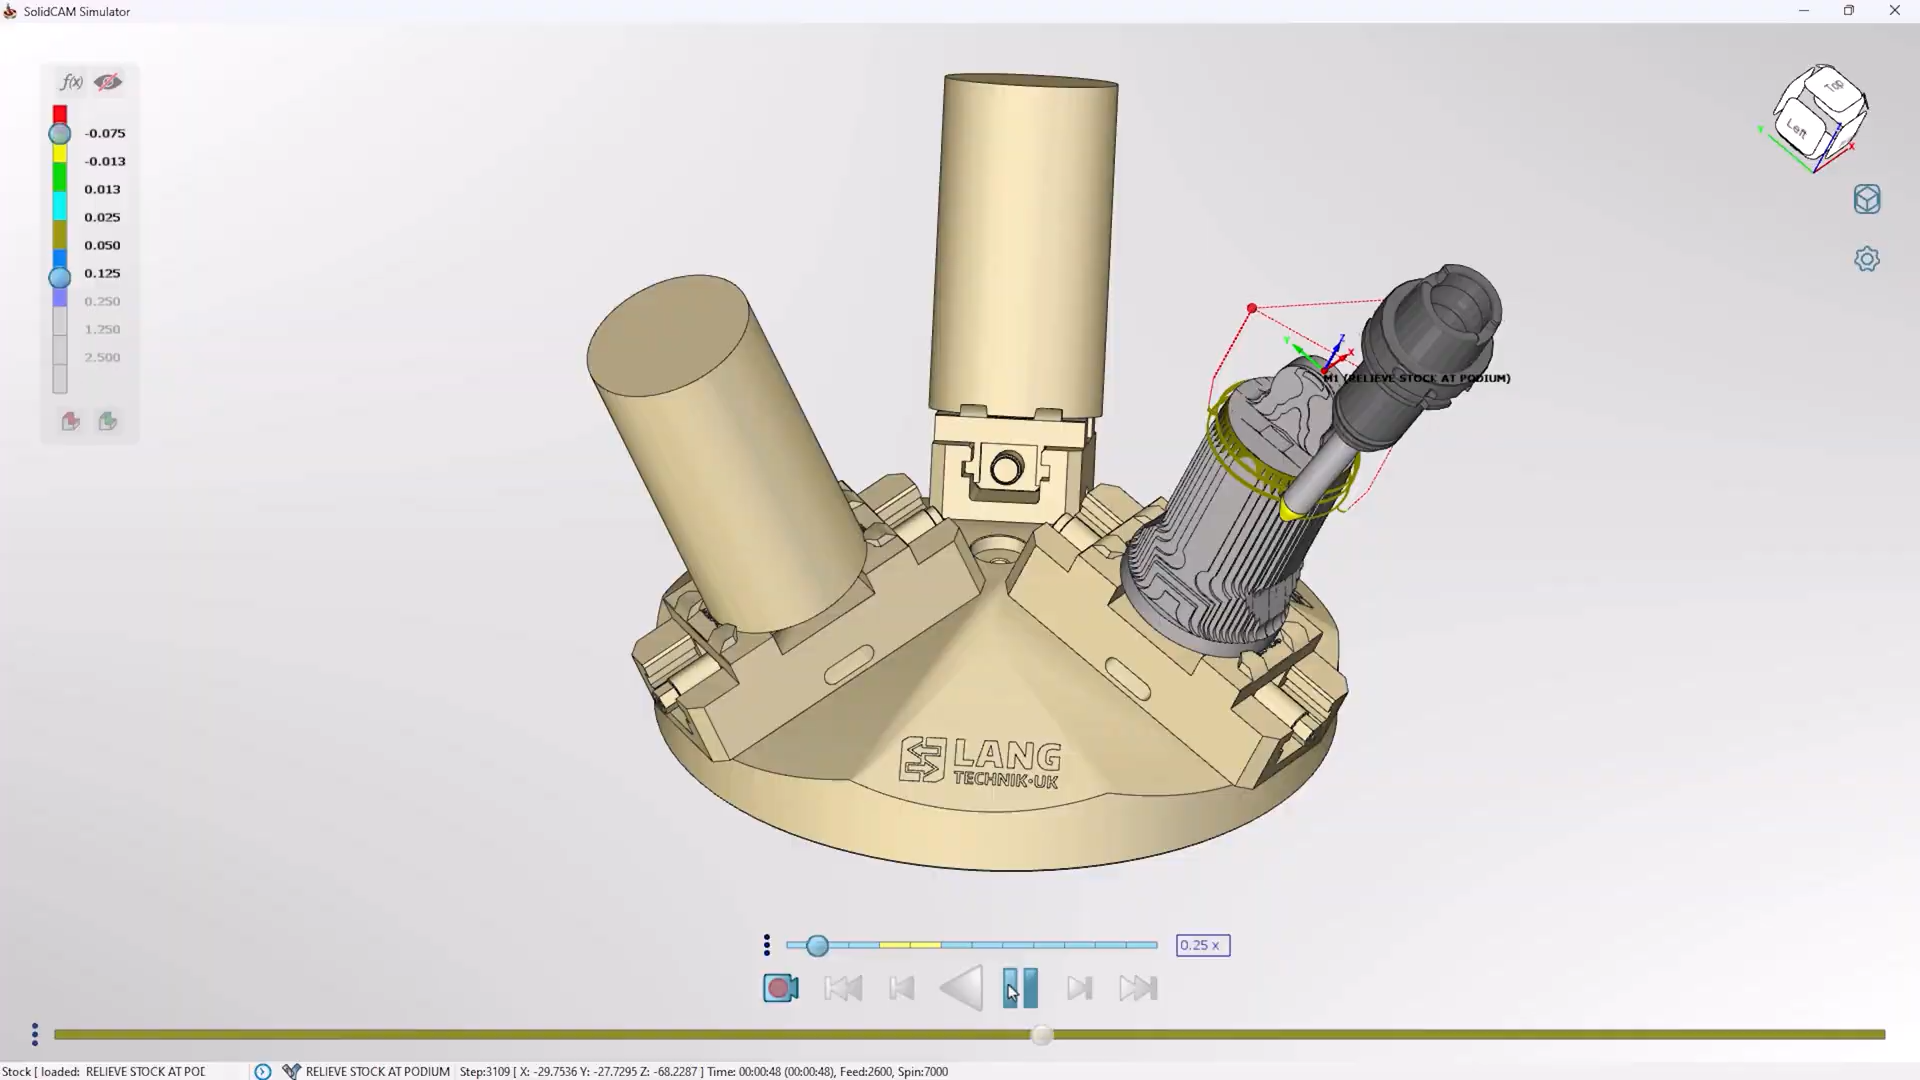 SolidCAM Simulator
f(x)
-0.075
-0.013
0.013
0.025
0.050
0.125
0.250
1.250
2.500
Top
Left
Y
X
Y
Z
X
M1 (RELIEVE STOCK AT PODIUM)
LANG
TECHNIK·UK
0.25 x
Stock [ loaded: RELIEVE STOCK AT POD
RELIEVE STOCK AT PODIUM
Step:3109 [ X: -29.7536 Y: -27.7295 Z: -68.2287 ] Time: 00:00:48 (00:00:48), Feed:2600, Spin:7000